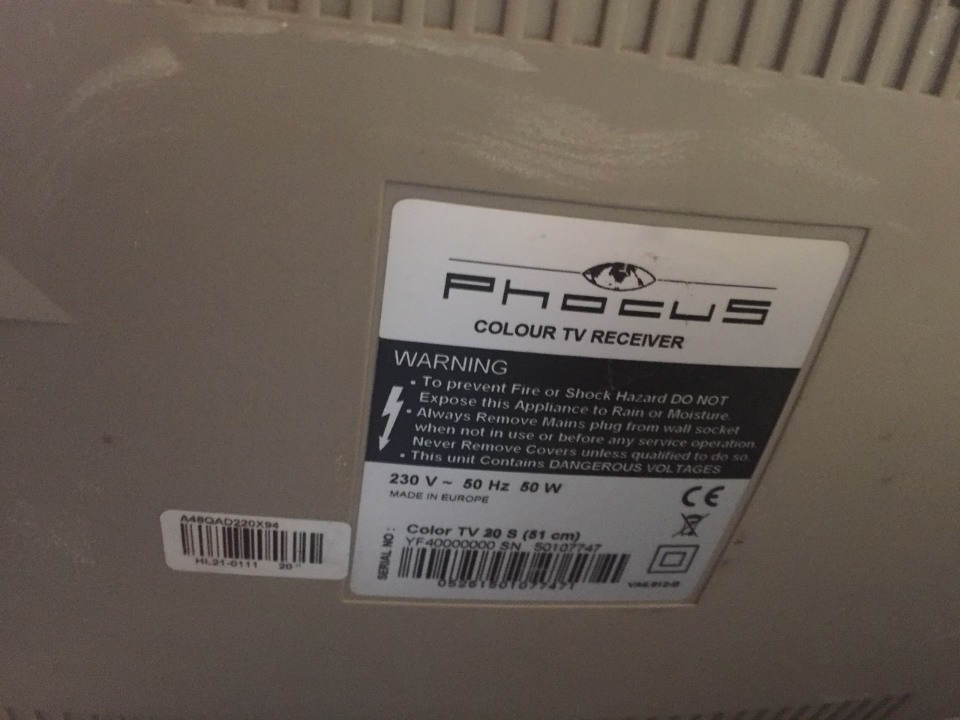 PHOCUS
COLOUR TV RECEIVER
WARNING
• To prevent Fire or Shock Hazard DO NOT
Expose this Appliance to Rain or Moisture.
• Always Remove Mains plug from wall socket
when not in use or before any service operation.
Never Remove Covers unless qualified to do so.
• This unit Contains DANGEROUS VOLTAGES
230 V ~ 50 Hz 50 W
MADE IN EUROPE
CE
SERIAL NO :
Color TV 20 S (51 cm)
YF40000000 SN 50107747
A48QAD220X94
HL21-0111 20"